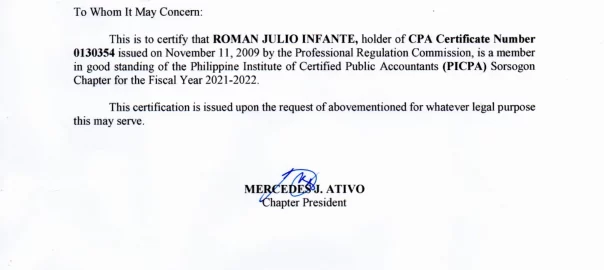 To Whom It May Concern:
This is to certify that ROMAN JULIO INFANTE, holder of CPA Certificate Number
0130354 issued on November 11, 2009 by the Professional Regulation Commission, is a member
in good standing of the Philippine Institute of Certified Public Accountants (PICPA) Sorsogon
Chapter for the Fiscal Year 2021-2022.
This certification is issued upon the request of abovementioned for whatever legal purpose
this may serve.
MERCEDES J. ATIVO
Chapter President